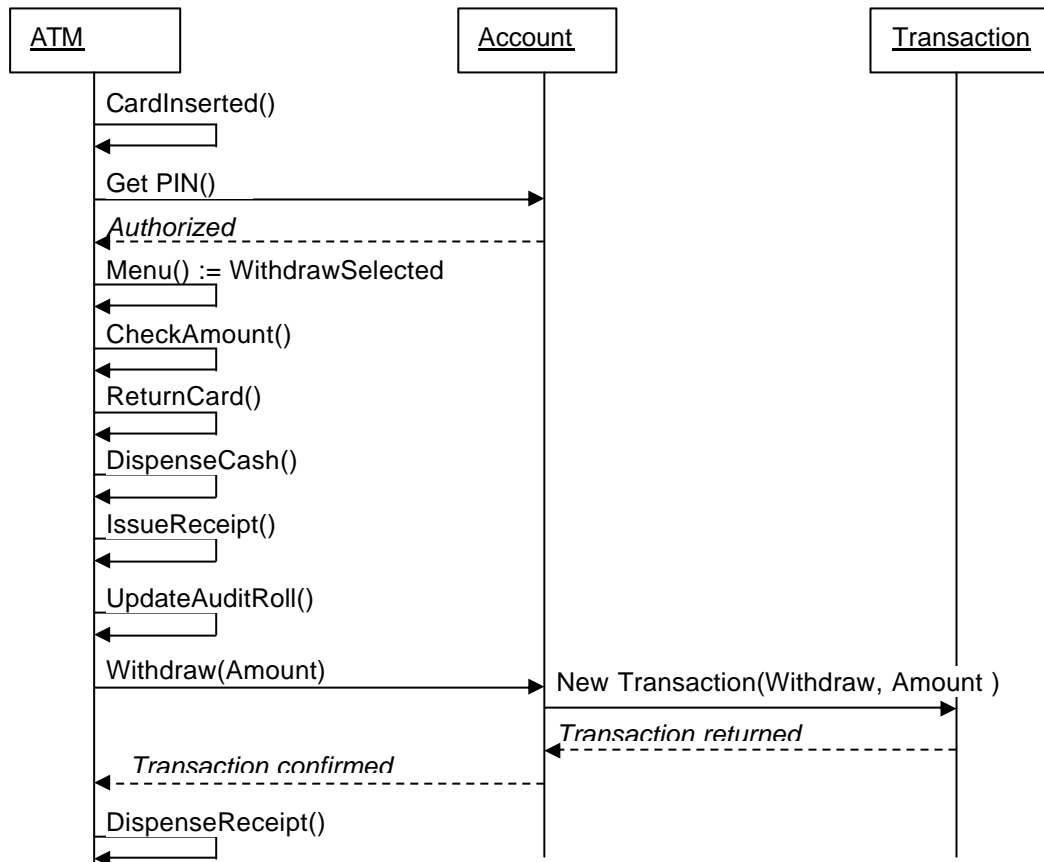 ATM
Account
Transaction
CardInserted()
Get PIN()
Authorized
Menu() := WithdrawSelected
CheckAmount()
ReturnCard()
DispenseCash()
IssueReceipt()
UpdateAuditRoll()
Withdraw(Amount)
New Transaction(Withdraw, Amount )
Transaction returned
Transaction confirmed
DispenseReceipt()